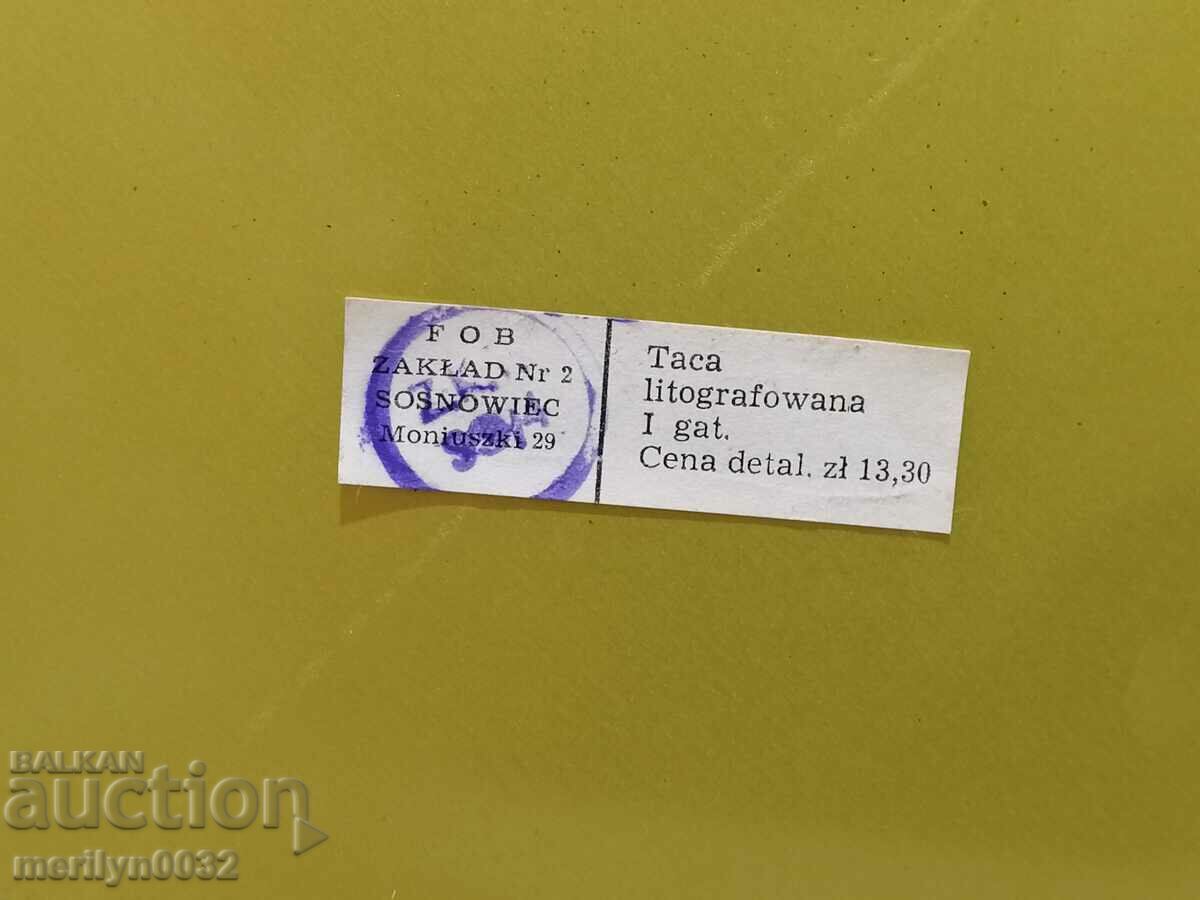 F O B
ZAKŁAD Nr 2
SOSNOWIEC
Moniuszki 29
Taca
litografowana
I gat.
Cena detal. zł 13,30
BALKAN
auction
merilyn0032